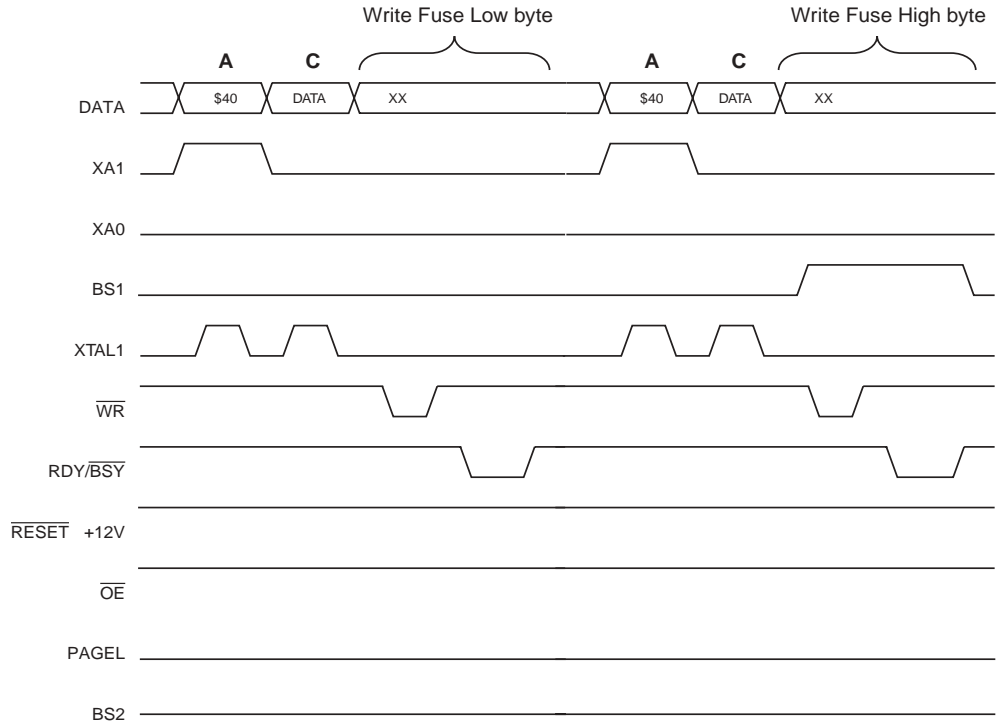 Write Fuse Low byte
Write Fuse High byte
A
C
A
C
DATA
$40
DATA
XX
$40
DATA
XX
XA1
XA0
BS1
XTAL1
WR
RDY/BSY
RESET +12V
OE
PAGEL
BS2